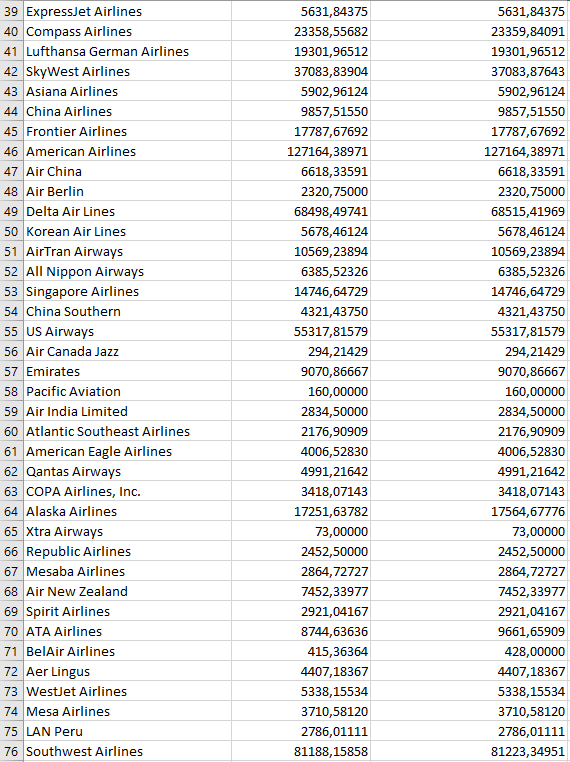 39 ExpressJet Airlines 5631,84375 5631,84375
40 Compass Airlines 23358,55682 23359,84091
41 Lufthansa German Airlines 19301,96512 19301,96512
42 SkyWest Airlines 37083,83904 37083,87643
43 Asiana Airlines 5902,96124 5902,96124
44 China Airlines 9857,51550 9857,51550
45 Frontier Airlines 17787,67692 17787,67692
46 American Airlines 127164,38971 127164,38971
47 Air China 6618,33591 6618,33591
48 Air Berlin 2320,75000 2320,75000
49 Delta Air Lines 68498,49741 68515,41969
50 Korean Air Lines 5678,46124 5678,46124
51 AirTran Airways 10569,23894 10569,23894
52 All Nippon Airways 6385,52326 6385,52326
53 Singapore Airlines 14746,64729 14746,64729
54 China Southern 4321,43750 4321,43750
55 US Airways 55317,81579 55317,81579
56 Air Canada Jazz 294,21429 294,21429
57 Emirates 9070,86667 9070,86667
58 Pacific Aviation 160,00000 160,00000
59 Air India Limited 2834,50000 2834,50000
60 Atlantic Southeast Airlines 2176,90909 2176,90909
61 American Eagle Airlines 4006,52830 4006,52830
62 Qantas Airways 4991,21642 4991,21642
63 COPA Airlines, Inc. 3418,07143 3418,07143
64 Alaska Airlines 17251,63782 17564,67776
65 Xtra Airways 73,00000 73,00000
66 Republic Airlines 2452,50000 2452,50000
67 Mesaba Airlines 2864,72727 2864,72727
68 Air New Zealand 7452,33977 7452,33977
69 Spirit Airlines 2921,04167 2921,04167
70 ATA Airlines 8744,63636 9661,65909
71 BelAir Airlines 415,36364 428,00000
72 Aer Lingus 4407,18367 4407,18367
73 WestJet Airlines 5338,15534 5338,15534
74 Mesa Airlines 3710,58120 3710,58120
75 LAN Peru 2786,01111 2786,01111
76 Southwest Airlines 81188,15858 81223,34951